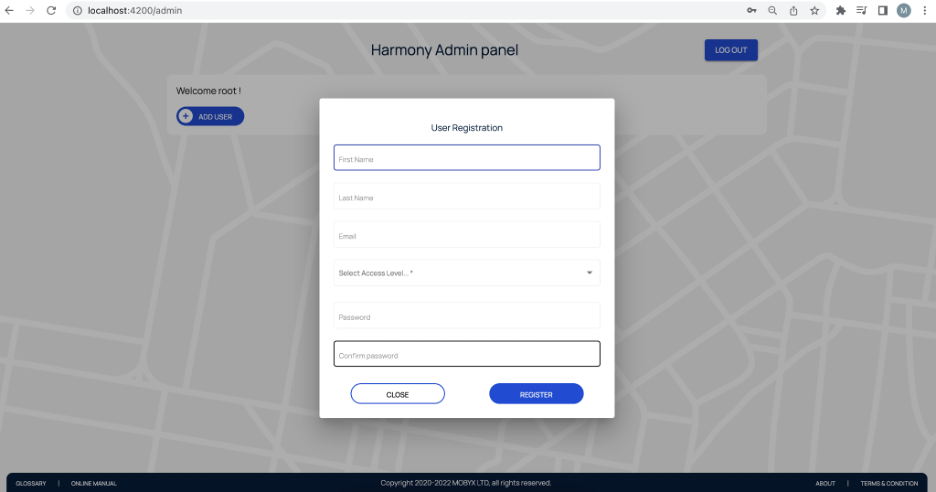 localhost:4200/admin
M
Harmony Admin panel
LOG OUT
Welcome root !
ADD USER
User Registration
First Name
Last Name
Email
Select Access Level... *
Password
Confirm password
CLOSE
REGISTER
GLOSSARY | ONLINE MANUAL
Copyright 2020-2022 MOBYX LTD, all rights reserved.
ABOUT | TERMS & CONDITION